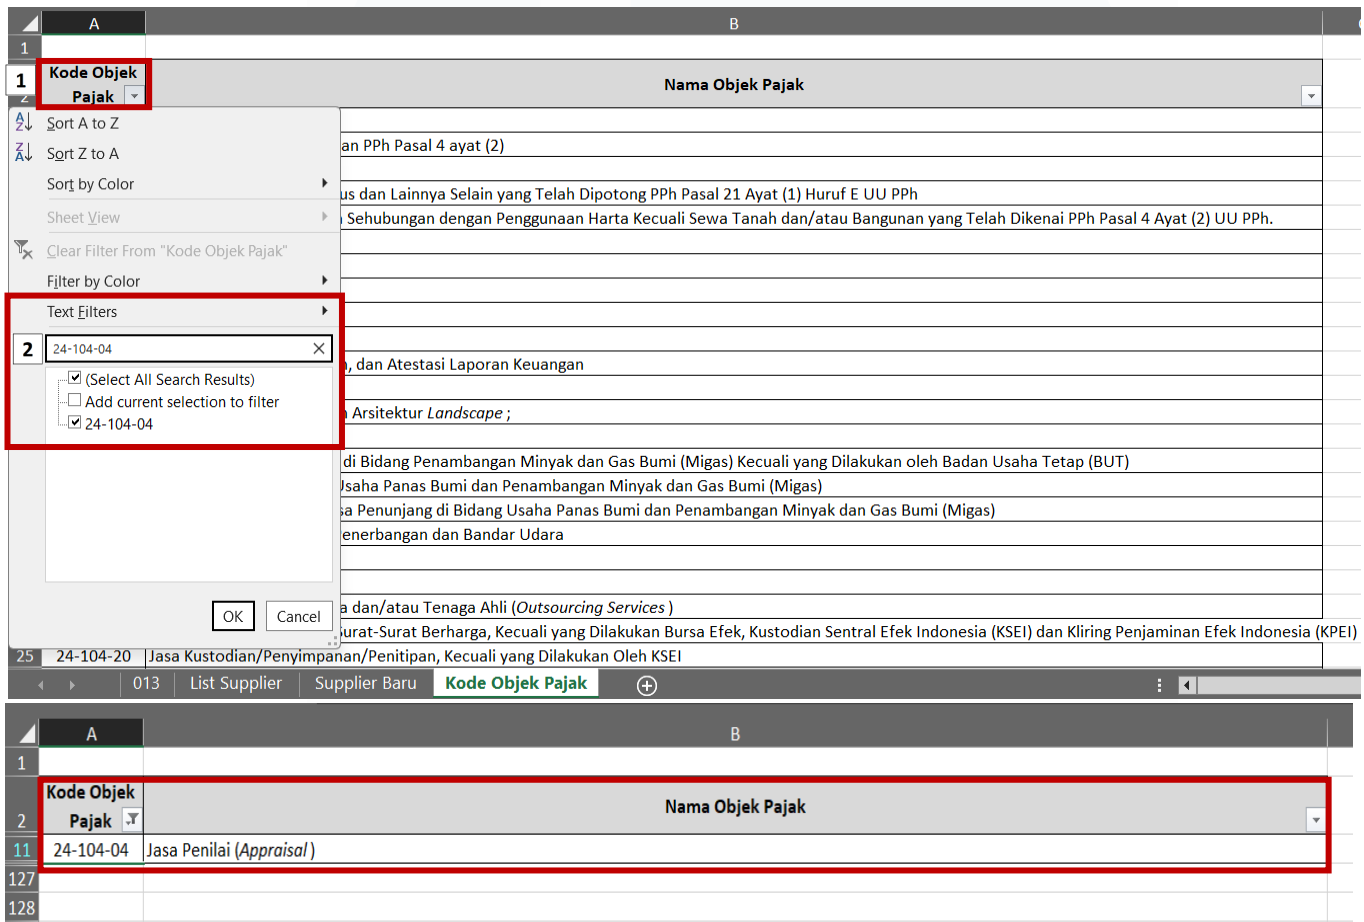 A B
1
1 Kode Objek
Pajak
Nama Objek Pajak
2
Sort A to Z
Sort Z to A
an PPh Pasal 4 ayat (2)
Sort by Color
us dan Lainnya Selain yang Telah Dipotong PPh Pasal 21 Ayat (1) Huruf E UU PPh
Sheet View
Sehubungan dengan Penggunaan Harta Kecuali Sewa Tanah dan/atau Bangunan yang Telah Dikenai PPh Pasal 4 Ayat (2) UU PPh.
Clear Filter From "Kode Objek Pajak"
Filter by Color
Text Filters
2 24-104-04
, dan Atestasi Laporan Keuangan
(Select All Search Results)
Add current selection to filter
Arsitektur Landscape ;
24-104-04
di Bidang Penambangan Minyak dan Gas Bumi (Migas) Kecuali yang Dilakukan oleh Badan Usaha Tetap (BUT)
Usaha Panas Bumi dan Penambangan Minyak dan Gas Bumi (Migas)
sa Penunjang di Bidang Usaha Panas Bumi dan Penambangan Minyak dan Gas Bumi (Migas)
Penerbangan dan Bandar Udara
a dan/atau Tenaga Ahli (Outsourcing Services )
OK Cancel
Surat-Surat Berharga, Kecuali yang Dilakukan Bursa Efek, Kustodian Sentral Efek Indonesia (KSEI) dan Kliring Penjaminan Efek Indonesia (KPEI)
25 24-104-20 Jasa Kustodian/Penyimpanan/Penitipan, Kecuali yang Dilakukan Oleh KSEI
013 List Supplier Supplier Baru Kode Objek Pajak
A B
1
Kode Objek
Pajak
Nama Objek Pajak
2
11 24-104-04 Jasa Penilai (Appraisal )
127
128